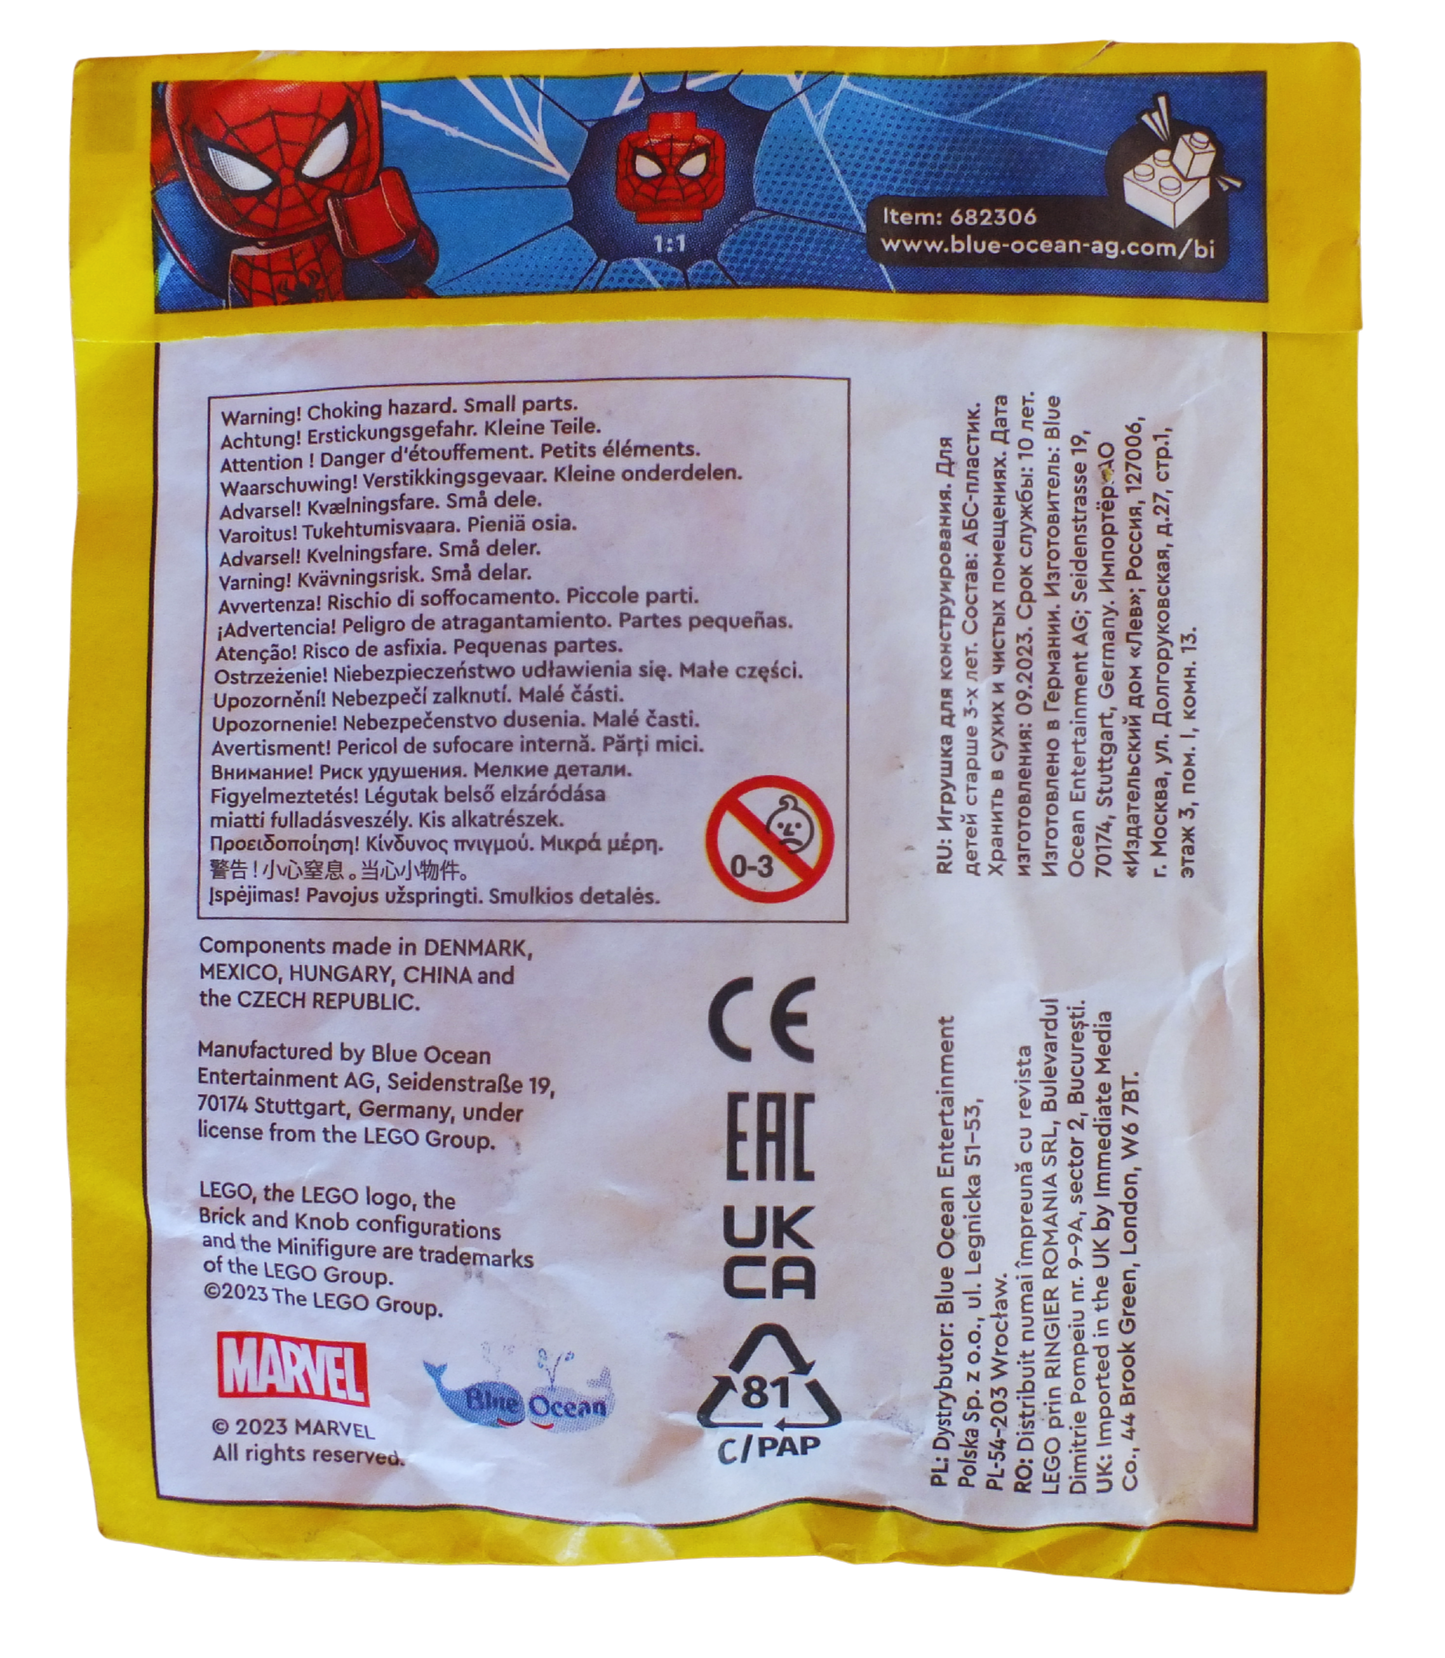 Item: 682306
www.blue-ocean-ag.com/bi
1:1
Warning! Choking hazard. Small parts.
Achtung! Erstickungsgefahr. Kleine Teile.
Attention ! Danger d'étouffement. Petits éléments.
Waarschuwing! Verstikkingsgevaar. Kleine onderdelen.
Advarsel! Kvælningsfare. Små dele.
Varoitus! Tukehtumisvaara. Pieniä osia.
Advarsel! Kvelningsfare. Små deler.
Varning! Kvävningsrisk. Små delar.
Avvertenza! Rischio di soffocamento. Piccole parti.
¡Advertencia! Peligro de atragantamiento. Partes pequeñas.
Atenção! Risco de asfixia. Pequenas partes.
Ostrzeżenie! Niebezpieczeństwo udławienia się. Małe części.
Upozornění! Nebezpečí zalknutí. Malé části.
Upozornenie! Nebezpečenstvo dusenia. Malé časti.
Avertisment! Pericol de sufocare internă. Părți mici.
Внимание! Риск удушения. Мелкие детали.
Figyelmeztetés! Légutak belső elzáródása
miatti fulladásveszély. Kis alkatrészek.
Προειδοποίηση! Κίνδυνος πνιγμού. Μικρά μέρη.
警告！小心窒息。当心小物件。
Įspėjimas! Pavojus užspringti. Smulkios detalės.
0-3
Components made in DENMARK,
MEXICO, HUNGARY, CHINA and
the CZECH REPUBLIC.
Manufactured by Blue Ocean
Entertainment AG, Seidenstraße 19,
70174 Stuttgart, Germany, under
license from the LEGO Group.
LEGO, the LEGO logo, the
Brick and Knob configurations
and the Minifigure are trademarks
of the LEGO Group.
©2023 The LEGO Group.
MARVEL
© 2023 MARVEL
All rights reserved.
Blue Ocean
CE
EAC
UK
CA
81
C/PAP
RU: Игрушка для конструирования. Для
детей старше 3-х лет. Состав: АБС-пластик.
Хранить в сухих и чистых помещениях. Дата
изготовления: 09.2023. Срок службы: 10 лет.
Изготовлено в Германии. Изготовитель: Blue
Ocean Entertainment AG; Seidenstrasse 19,
70174, Stuttgart, Germany. Импортёр:
«Издательский дом «Лев»; Россия, 127006,
г. Москва, ул. Долгоруковская, д.27, стр.1,
этаж 3, пом. I, комн. 13.
PL: Dystrybutor: Blue Ocean Entertainment
Polska Sp. z o.o., ul. Legnicka 51-53,
PL-54-203 Wrocław.
RO: Distribuit numai împreună cu revista
LEGO prin RINGIER ROMANIA SRL, Bulevardul
Dimitrie Pompeiu nr. 9-9A, sector 2, București.
UK: Imported in the UK by Immediate Media
Co., 44 Brook Green, London, W6 7BT.